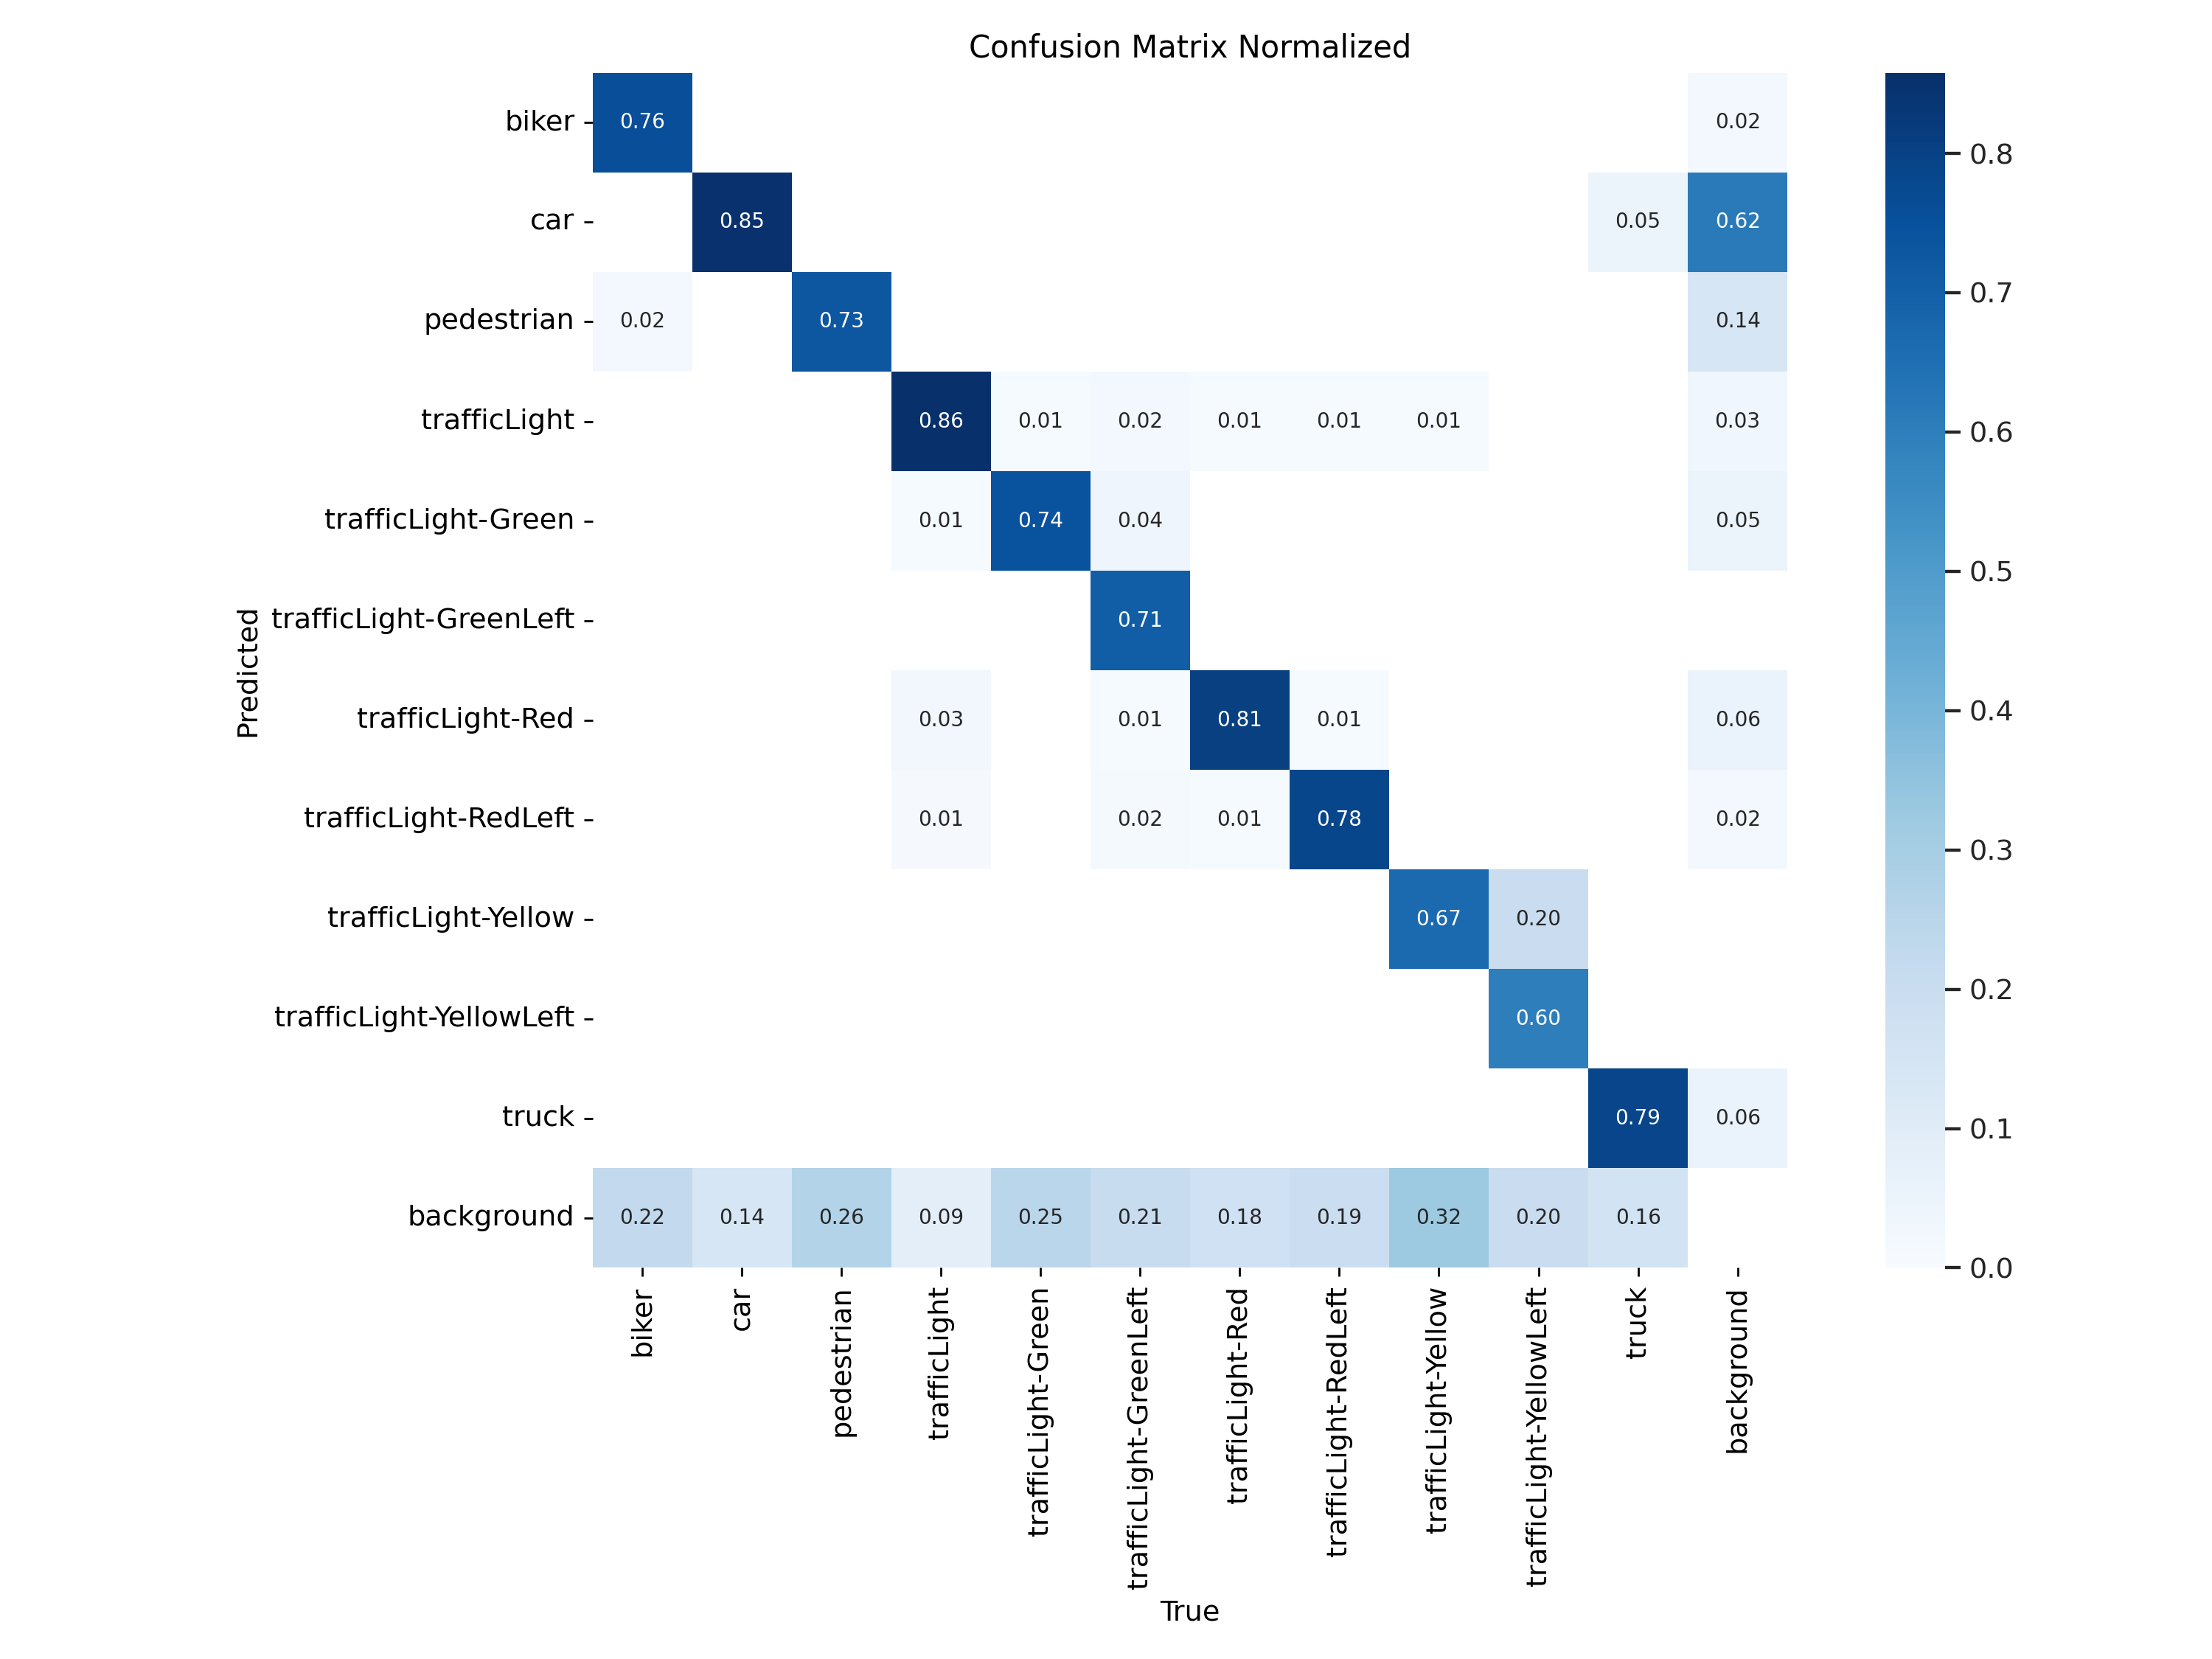 Confusion Matrix Normalized
biker 0.76 0.02
car 0.85 0.05 0.62
pedestrian 0.02 0.73 0.14
trafficLight 0.86 0.01 0.02 0.01 0.01 0.01 0.03
trafficLight-Green 0.01 0.74 0.04 0.05
trafficLight-GreenLeft 0.71
trafficLight-Red 0.03 0.01 0.81 0.01 0.06
trafficLight-RedLeft 0.01 0.02 0.01 0.78 0.02
trafficLight-Yellow 0.67 0.20
trafficLight-YellowLeft 0.60
truck 0.79 0.06
background 0.22 0.14 0.26 0.09 0.25 0.21 0.18 0.19 0.32 0.20 0.16
Predicted
biker
car
pedestrian
trafficLight
trafficLight-Green
trafficLight-GreenLeft
trafficLight-Red
trafficLight-RedLeft
trafficLight-Yellow
trafficLight-YellowLeft
truck
background
True
0.8
0.7
0.6
0.5
0.4
0.3
0.2
0.1
0.0